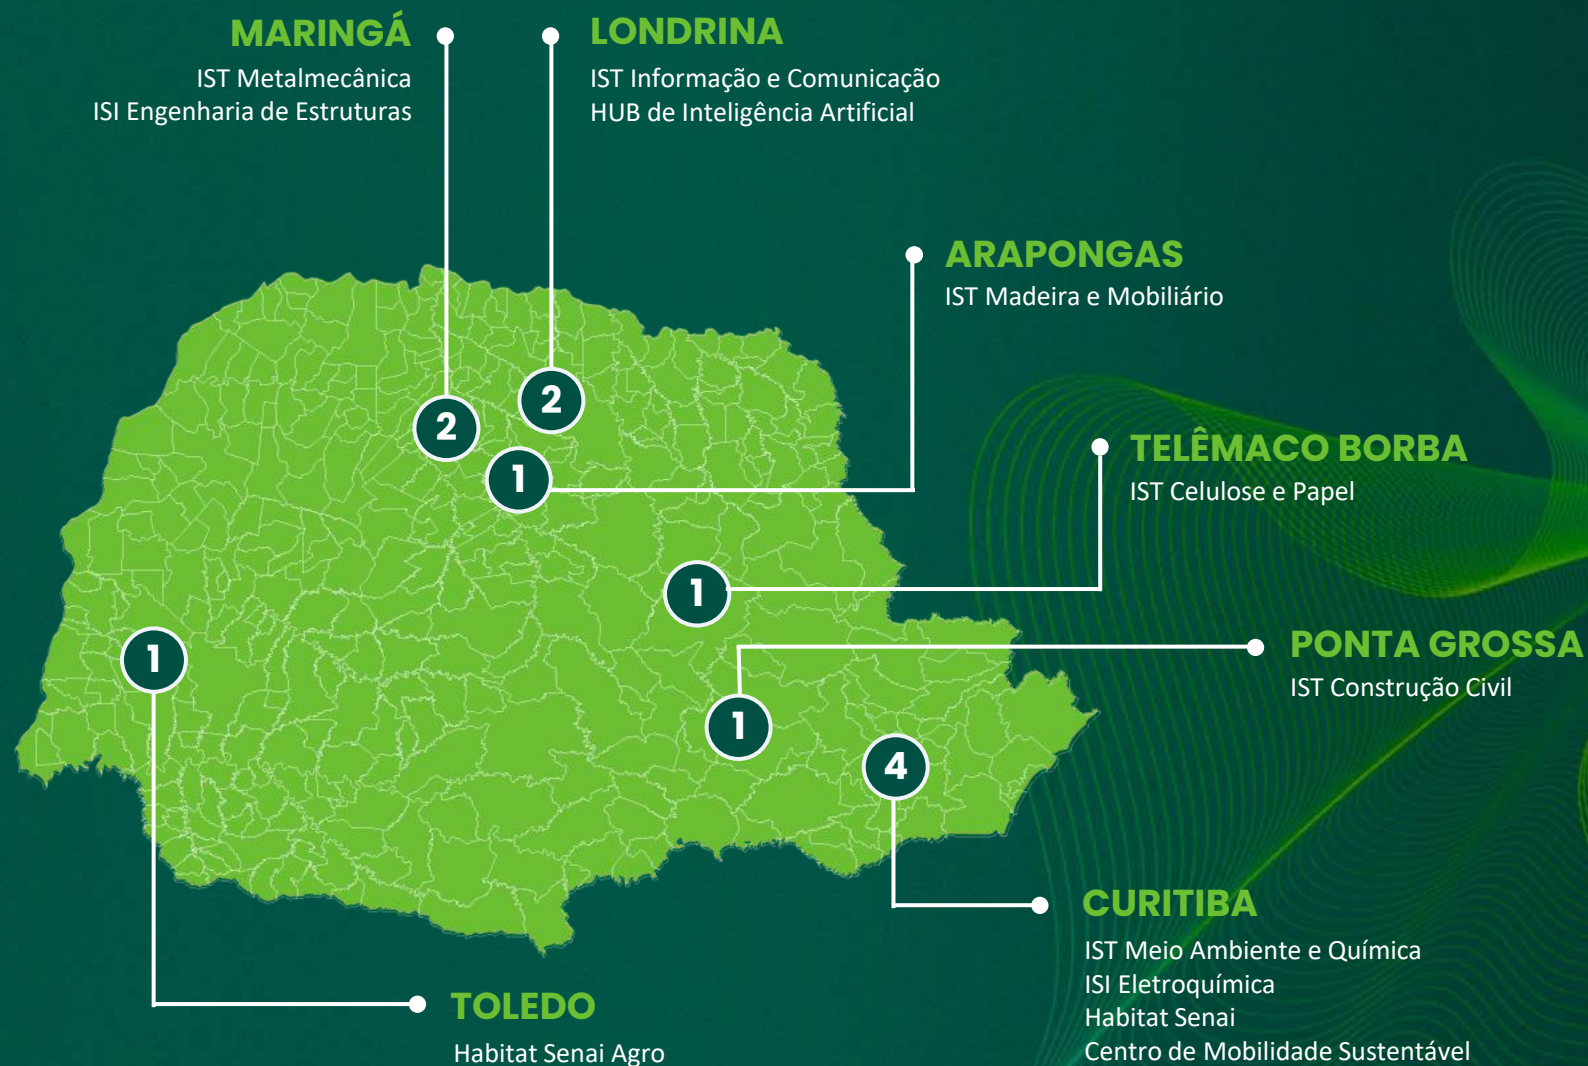 MARINGÁ
IST Metalmecânica
ISI Engenharia de Estruturas
LONDRINA
IST Informação e Comunicação
HUB de Inteligência Artificial
ARAPONGAS
IST Madeira e Mobiliário
2
2
1
TELÊMACO BORBA
IST Celulose e Papel
1
1
PONTA GROSSA
IST Construção Civil
1
4
CURITIBA
IST Meio Ambiente e Química
ISI Eletroquímica
Habitat Senai
Centro de Mobilidade Sustentável
TOLEDO
Habitat Senai Agro